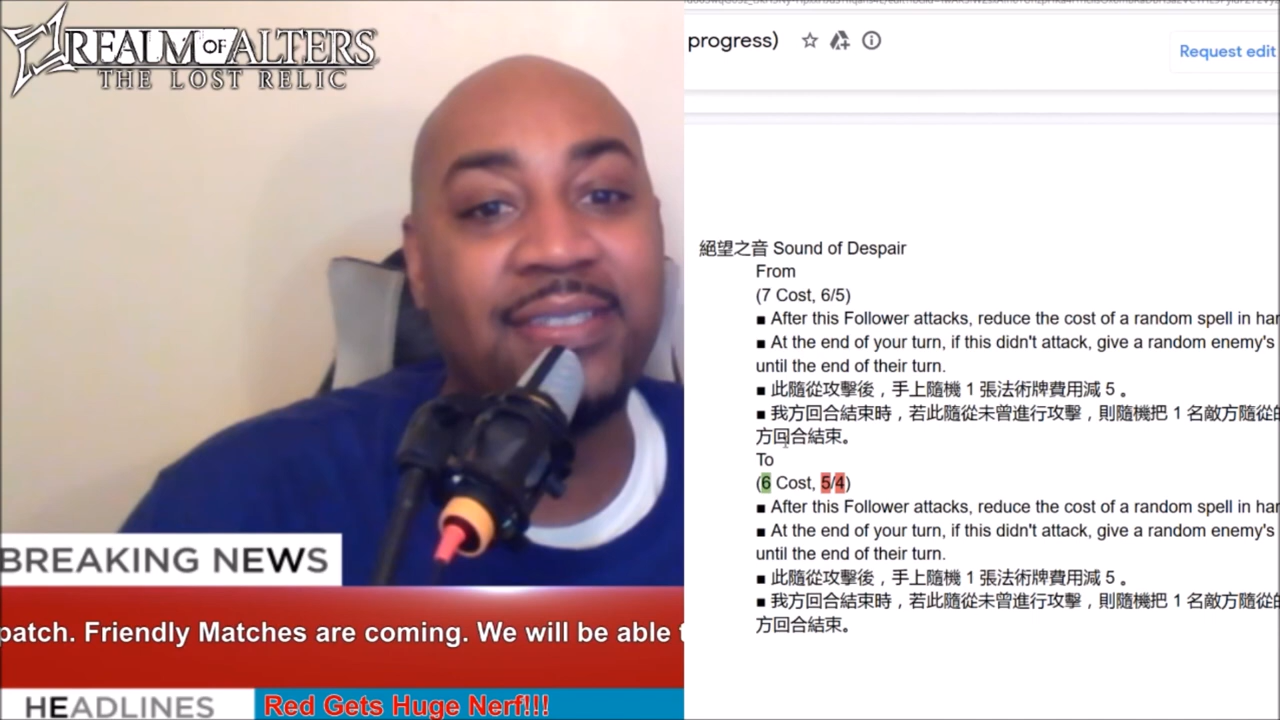 REALM OF ALTERS
THE LOST RELIC
progress)
Request edit
絕望之音 Sound of Despair
From
(7 Cost, 6/5)
■ After this Follower attacks, reduce the cost of a random spell in
■ At the end of your turn, if this didn't attack, give a random enemy's
until the end of their turn.
■ 此隨從攻擊後，手上隨機 1 張法術牌費用減 5 。
■ 我方回合結束時，若此隨從未曾進行攻擊，則隨機把 1 名敵方隨從
方回合結束。
To
(6 Cost, 5/4)
■ After this Follower attacks, reduce the cost of a random spell in
■ At the end of your turn, if this didn't attack, give a random enemy's
until the end of their turn.
■ 此隨從攻擊後，手上隨機 1 張法術牌費用減 5 。
■ 我方回合結束時，若此隨從未曾進行攻擊，則隨機把 1 名敵方隨從
方回合結束。
BREAKING NEWS
patch. Friendly Matches are coming. We will be able
HEADLINES
Red Gets Huge Nerf!!!